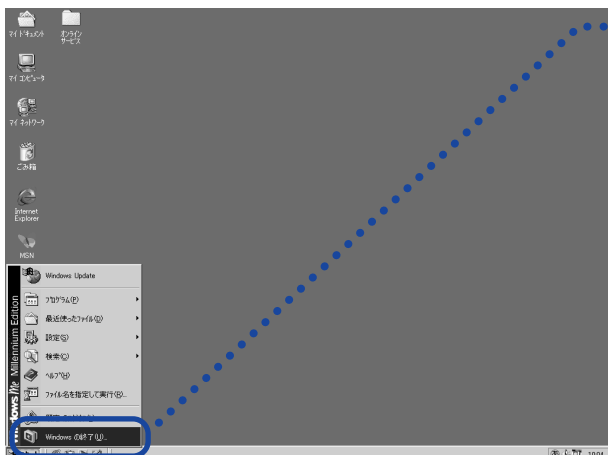 マイ ドキュメント
オンライン
サービス
マイ コンピュータ
マイ ネットワーク
ごみ箱
Internet
Explorer
MSN
Windows Update
プログラム(P)
最近使ったファイル(D)
設定(S)
検索(C)
ヘルプ(H)
ファイル名を指定して実行(R)...
Windows の終了(U)...
Windows Me Millennium Edition